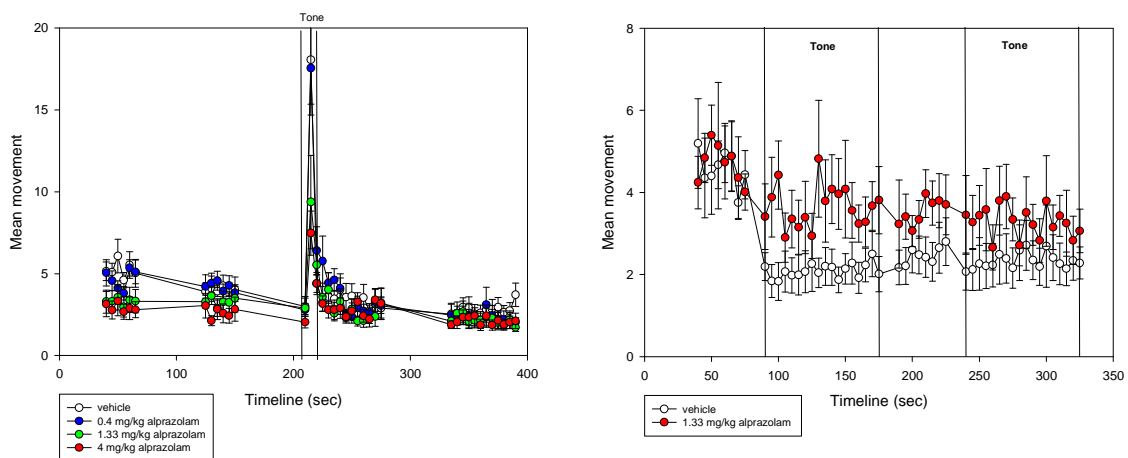 Tone
20
15
10
5
0
Mean movement
0
100
200
300
400
Timeline (sec)
vehicle
0.4 mg/kg alprazolam
1.33 mg/kg alprazolam
4 mg/kg alprazolam
8
6
4
2
0
Mean movement
Tone
Tone
0
50
100
150
200
250
300
350
Timeline (sec)
vehicle
1.33 mg/kg alprazolam